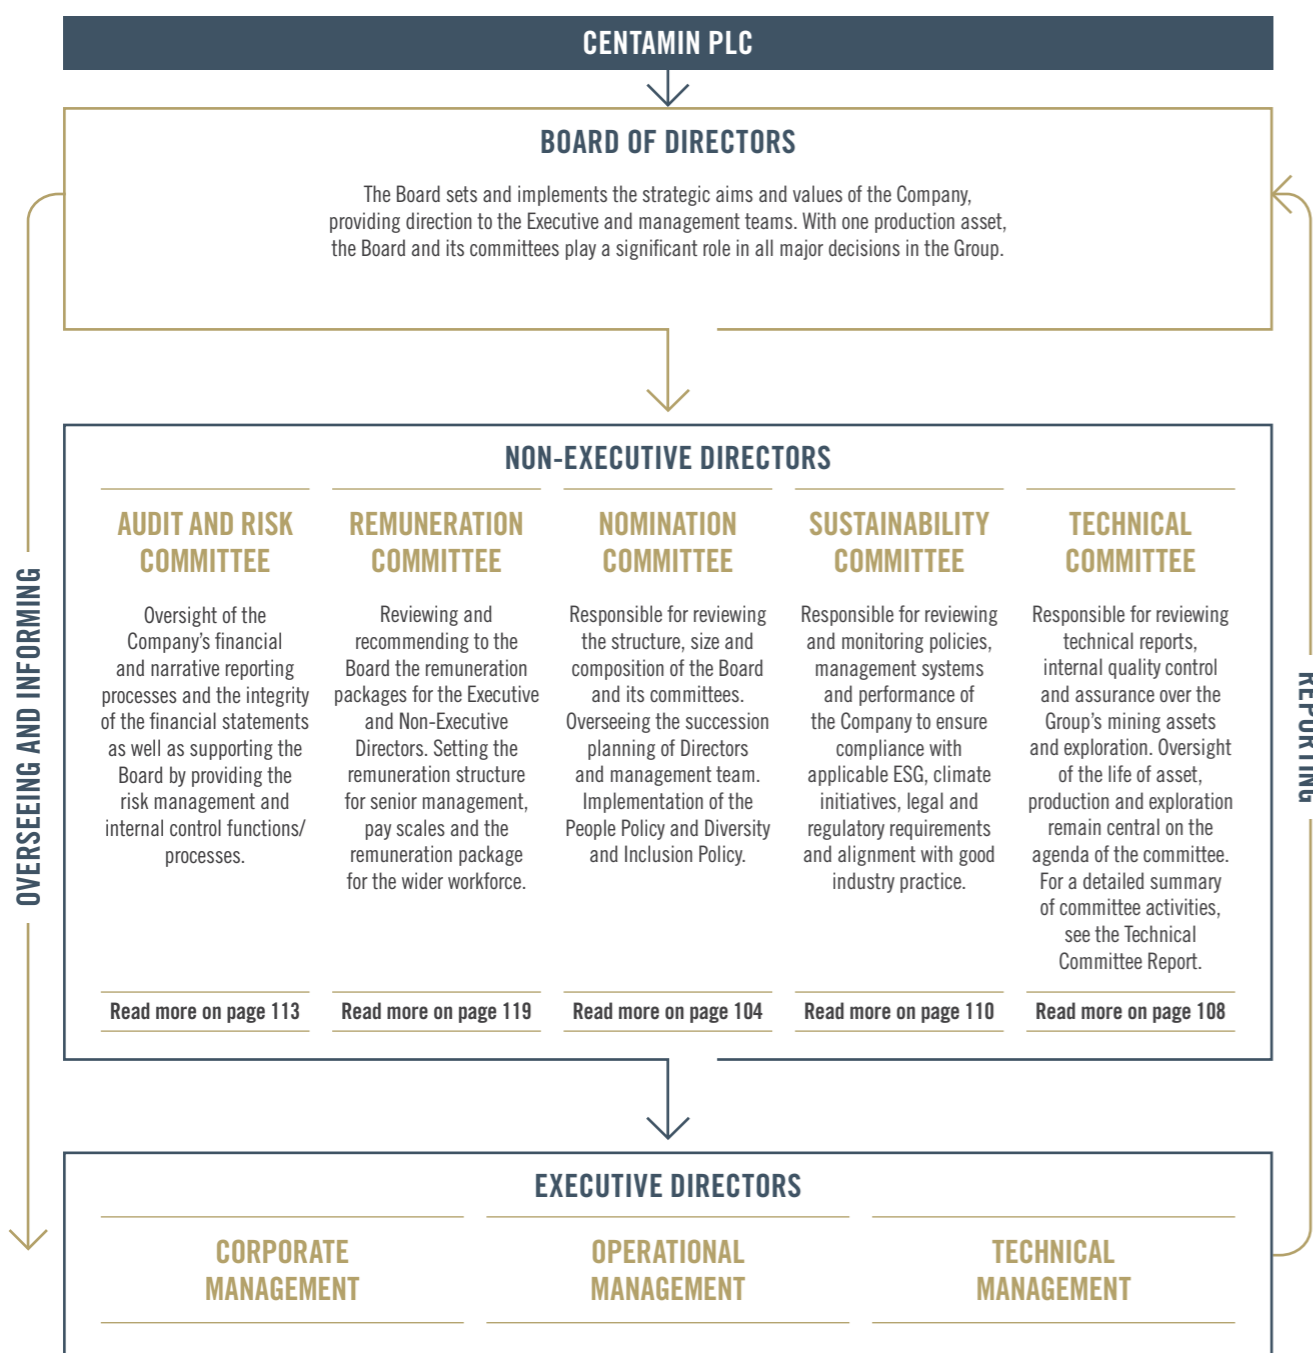 CENTAMIN PLC
BOARD OF DIRECTORS
The Board sets and implements the strategic aims and values of the Company,
providing direction to the Executive and management teams. With one production asset,
the Board and its committees play a significant role in all major decisions in the Group.
OVERSEEING AND INFORMING
REPORTING
NON-EXECUTIVE DIRECTORS
AUDIT AND RISK
COMMITTEE
Oversight of the
Company’s financial
and narrative reporting
processes and the integrity
of the financial statements
as well as supporting the
Board by providing the
risk management and
internal control functions/
processes.
Read more on page 113
REMUNERATION
COMMITTEE
Reviewing and
recommending to the
Board the remuneration
packages for the Executive
and Non-Executive
Directors. Setting the
remuneration structure
for senior management,
pay scales and the
remuneration package
for the wider workforce.
Read more on page 119
NOMINATION
COMMITTEE
Responsible for reviewing
the structure, size and
composition of the Board
and its committees.
Overseeing the succession
planning of Directors
and management team.
Implementation of the
People Policy and Diversity
and Inclusion Policy.
Read more on page 104
SUSTAINABILITY
COMMITTEE
Responsible for reviewing
and monitoring policies,
management systems
and performance of
the Company to ensure
compliance with
applicable ESG, climate
initiatives, legal and
regulatory requirements
and alignment with good
industry practice.
Read more on page 110
TECHNICAL
COMMITTEE
Responsible for reviewing
technical reports,
internal quality control
and assurance over the
Group’s mining assets
and exploration. Oversight
of the life of asset,
production and exploration
remain central on the
agenda of the committee.
For a detailed summary
of committee activities,
see the Technical
Committee Report.
Read more on page 108
EXECUTIVE DIRECTORS
CORPORATE
MANAGEMENT
OPERATIONAL
MANAGEMENT
TECHNICAL
MANAGEMENT